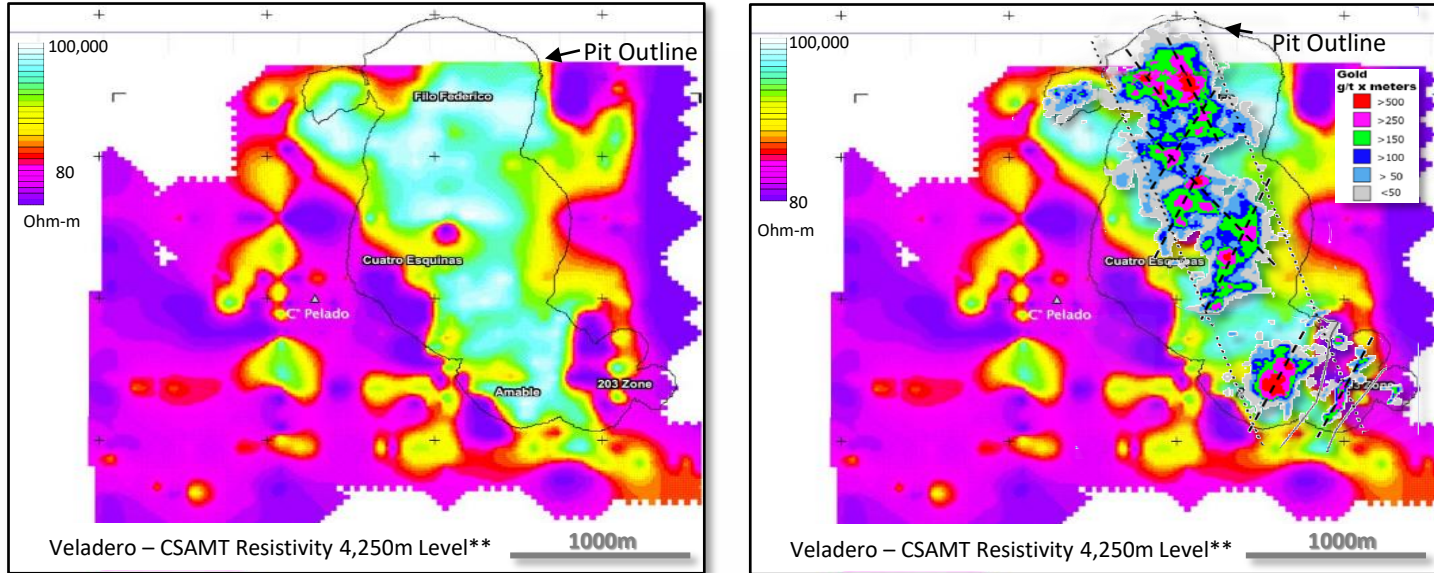 100,000
80
Ohm-m
Pit Outline
Filo Federico
Cuatro Esquinas
C° Pelado
Amable
203 Zone
Veladero – CSAMT Resistivity 4,250m Level**
1000m
100,000
80
Ohm-m
Pit Outline
Gold
g/t x meters
>500
>250
>150
>100
> 50
<50
Cuatro Esquinas
C° Pelado
Zone
Veladero – CSAMT Resistivity 4,250m Level**
1000m